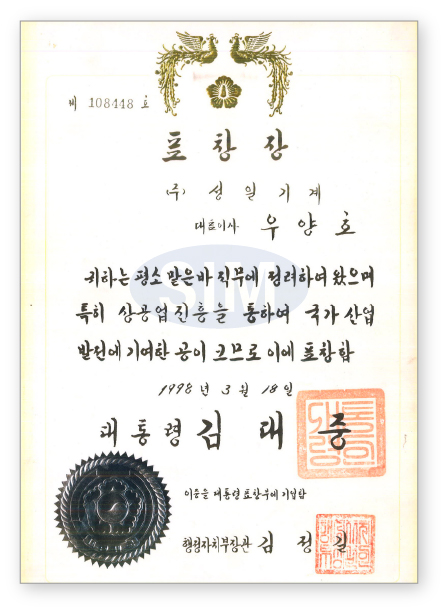 제 108448 호
표창장
(주) 성일기계
대표이사 우양호
귀하는 평소 맡은바 직무에 정려하여 왔으며
특히 상공업진흥을 통하여 국가 산업
발전에 기여한 공이 크므로 이에 표창함
1998 년 3 월 18 일
대통령 김대중
이증을 대통령표창부에 기입함
행정자치부장관 김정길
SIM